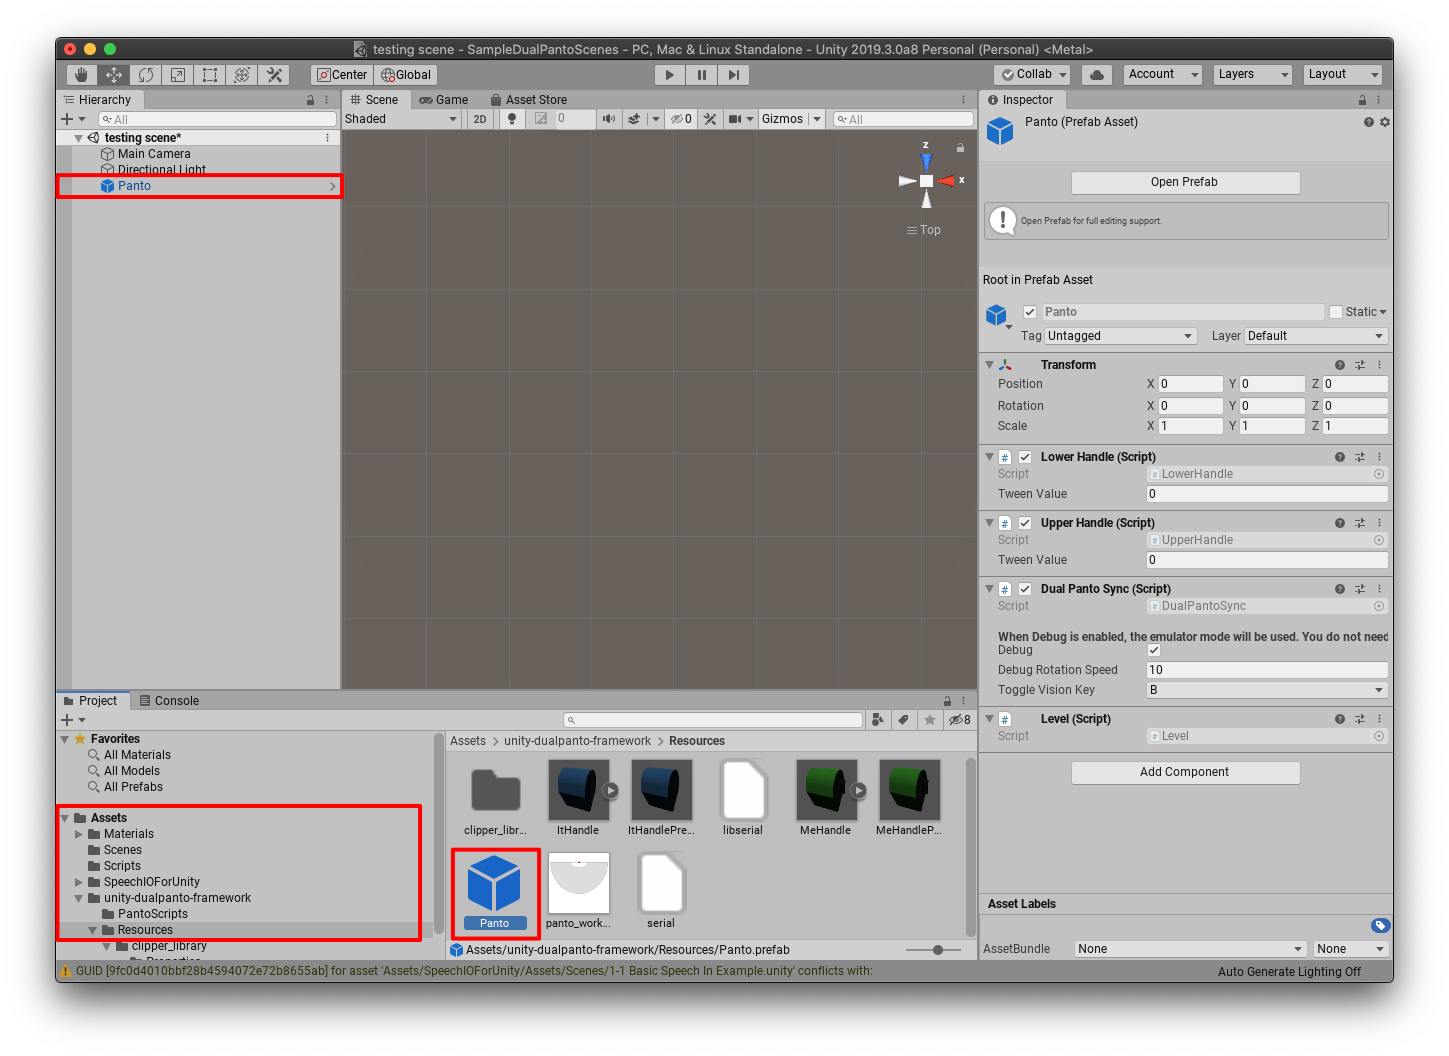 testing scene - SampleDualPantoScenes - PC, Mac & Linux Standalone - Unity 2019.3.0a8 Personal (Personal) <Metal>
Center
Global
Collab
Account
Layers
Layout
Hierarchy
All
testing scene*
Main Camera
Directional Light
Panto
Scene
Game
Asset Store
Shaded
2D
0
0
Gizmos
All
z
x
Top
Inspector
Panto (Prefab Asset)
Open Prefab
Open Prefab for full editing support.
Root in Prefab Asset
Panto
Static
Tag Untagged
Layer Default
Transform
Position X 0 Y 0 Z 0
Rotation X 0 Y 0 Z 0
Scale X 1 Y 1 Z 1
Lower Handle (Script)
Script # LowerHandle
Tween Value 0
Upper Handle (Script)
Script # UpperHandle
Tween Value 0
Dual Panto Sync (Script)
Script # DualPantoSync
When Debug is enabled, the emulator mode will be used. You do not need
Debug
Debug Rotation Speed 10
Toggle Vision Key B
Level (Script)
Script # Level
Add Component
Asset Labels
AssetBundle None None
Project
Console
8
Favorites
All Materials
All Models
All Prefabs
Assets
Materials
Scenes
Scripts
SpeechIOForUnity
unity-dualpanto-framework
PantoScripts
Resources
clipper_library
Properties
Assets > unity-dualpanto-framework > Resources
clipper_libr...
ItHandle
ItHandlePre...
libserial
MeHandle
MeHandleP...
Panto
panto_work...
serial
Assets/unity-dualpanto-framework/Resources/Panto.prefab
GUID [9fc0d4010bbf28b4594072e72b8655ab] for asset 'Assets/SpeechIOForUnity/Assets/Scenes/1-1 Basic Speech In Example.unity' conflicts with:
Auto Generate Lighting Off